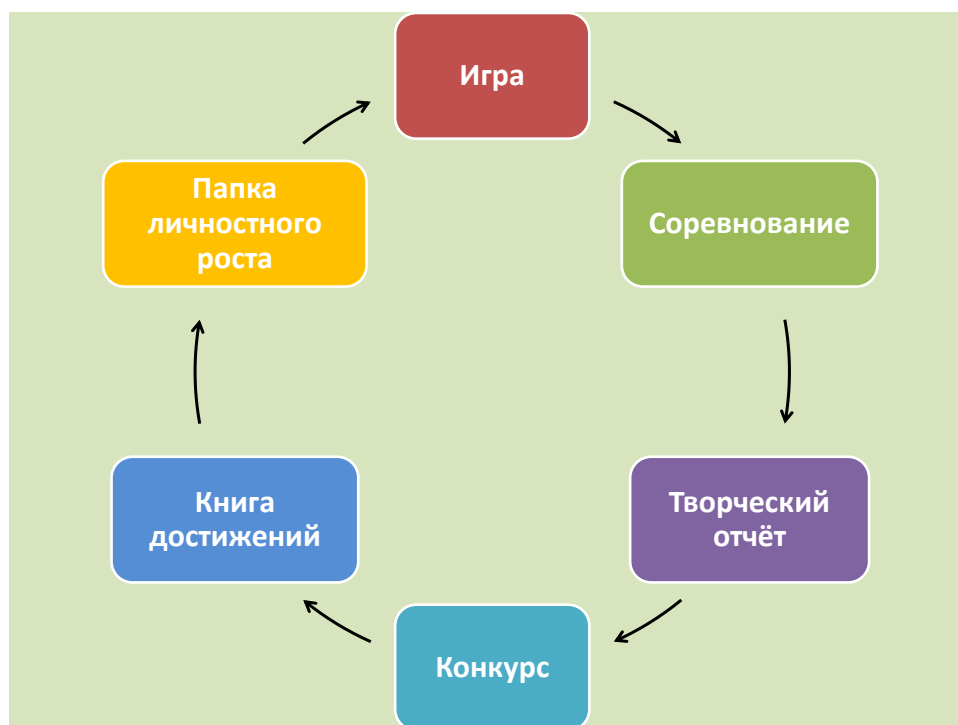 Игра
Папка
личностного
роста
Соревнование
Книга
достижений
Творческий
отчёт
Конкурс